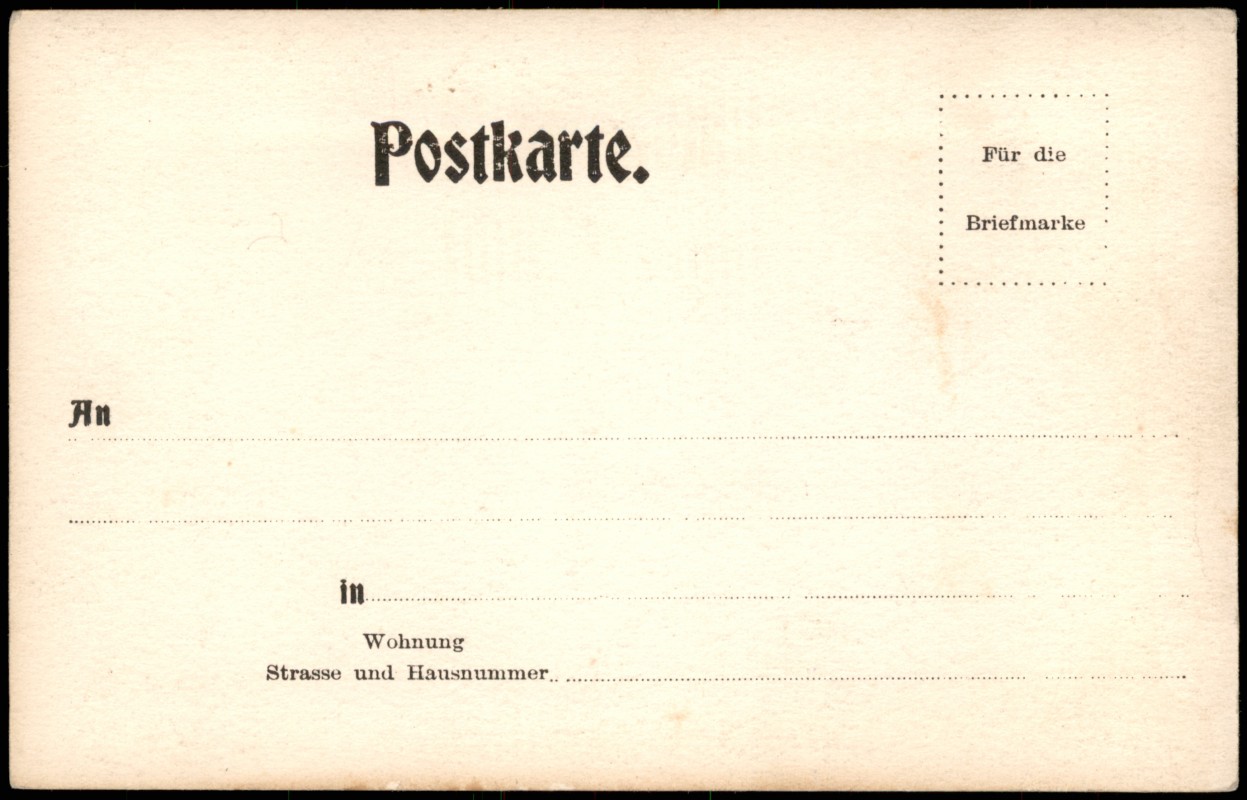 Postkarte.
Für die
Briefmarke
An
in
Wohnung
Strasse und Hausnummer